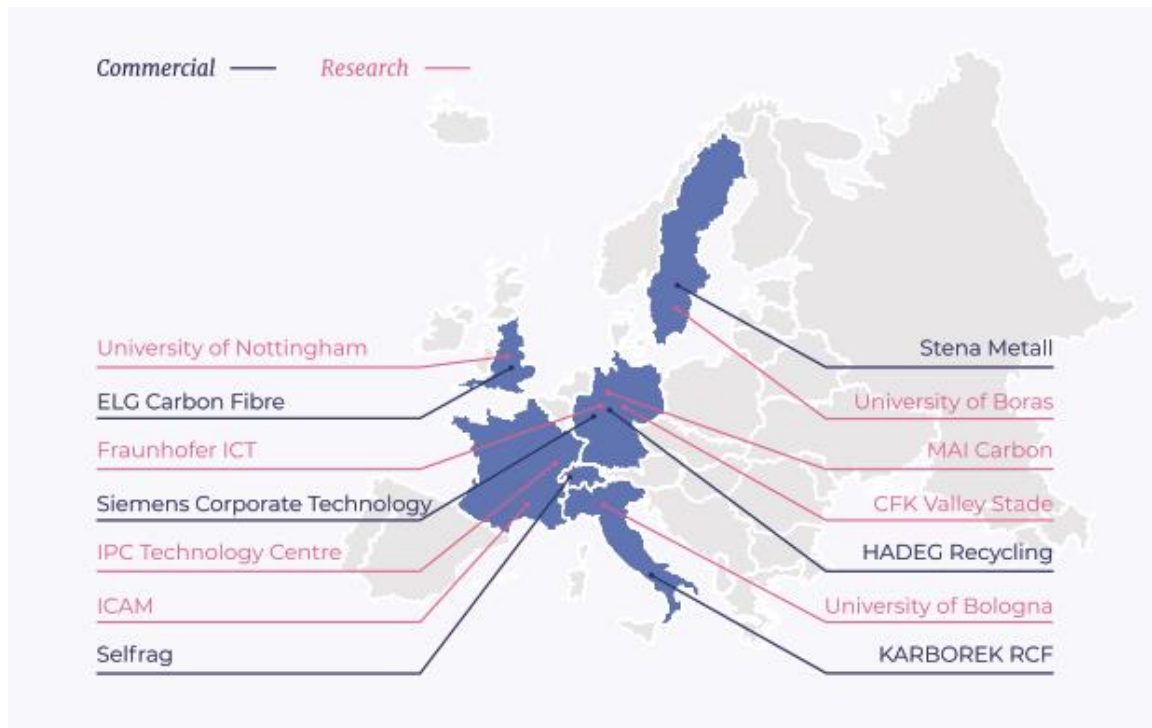 Commercial
Research
University of Nottingham
ELG Carbon Fibre
Fraunhofer ICT
Siemens Corporate Technology
IPC Technology Centre
ICAM
Selfrag
Stena Metall
University of Boras
MAI Carbon
CFK Valley Stade
HADEG Recycling
University of Bologna
KARBOREK RCF